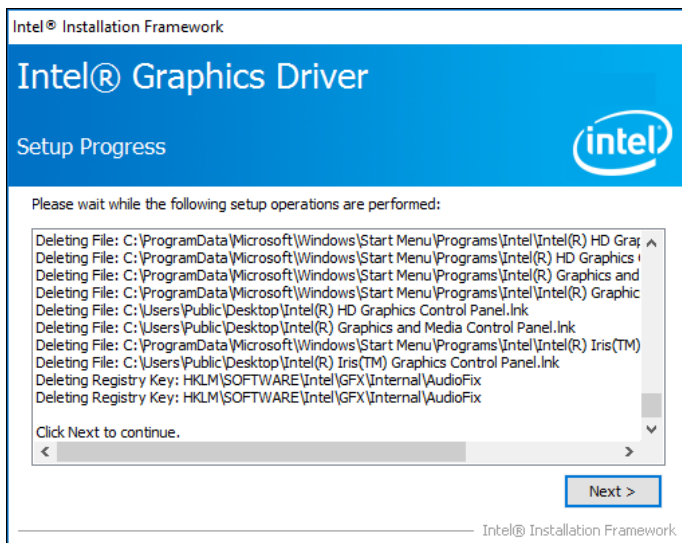 Intel® Installation Framework
Intel® Graphics Driver
Setup Progress
intel
Please wait while the following setup operations are performed:
Deleting File: C:\ProgramData\Microsoft\Windows\Start Menu\Programs\Intel\Intel(R) HD Grap
Deleting File: C:\ProgramData\Microsoft\Windows\Start Menu\Programs\Intel(R) HD Graphics
Deleting File: C:\ProgramData\Microsoft\Windows\Start Menu\Programs\Intel(R) Graphics and
Deleting File: C:\ProgramData\Microsoft\Windows\Start Menu\Programs\Intel\Intel(R) Graphic
Deleting File: C:\Users\Public\Desktop\Intel(R) HD Graphics Control Panel.lnk
Deleting File: C:\Users\Public\Desktop\Intel(R) Graphics and Media Control Panel.lnk
Deleting File: C:\ProgramData\Microsoft\Windows\Start Menu\Programs\Intel\Intel(R) Iris(TM)
Deleting File: C:\Users\Public\Desktop\Intel(R) Iris(TM) Graphics Control Panel.lnk
Deleting Registry Key: HKLM\SOFTWARE\Intel\GFX\Internal\AudioFix
Deleting Registry Key: HKLM\SOFTWARE\Intel\GFX\Internal\AudioFix
Click Next to continue.
Next >
Intel® Installation Framework